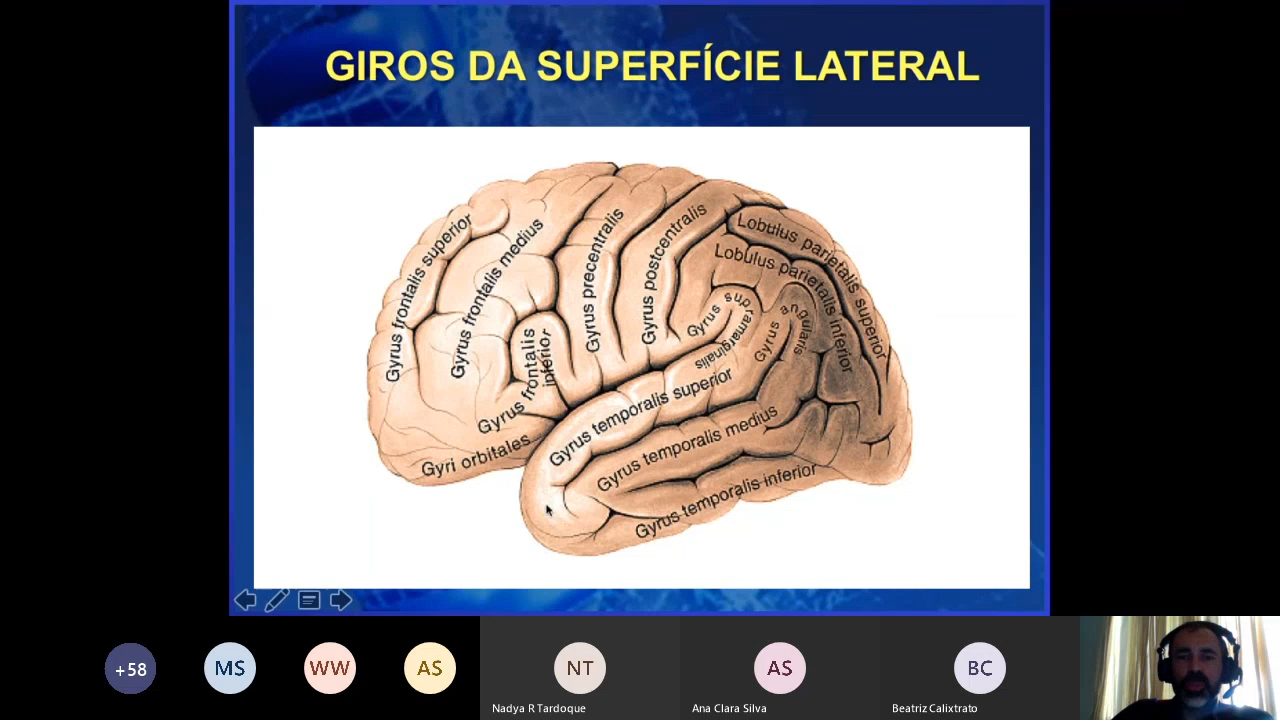 GIROS DA SUPERFÍCIE LATERAL
Gyrus frontalis superior
Gyrus frontalis medius
Gyrus frontalis
inferior
Gyri orbitales
Gyrus precentralis
Gyrus postcentralis
Lobulus parietalis superior
Lobulus parietalis inferior
Gyrus supramarginalis
Gyrus angularis
Gyrus temporalis superior
Gyrus temporalis medius
Gyrus temporalis inferior
+58
MS
WW
AS
NT
AS
BC
Nadya R Tardoque
Ana Clara Silva
Beatriz Calixtrato